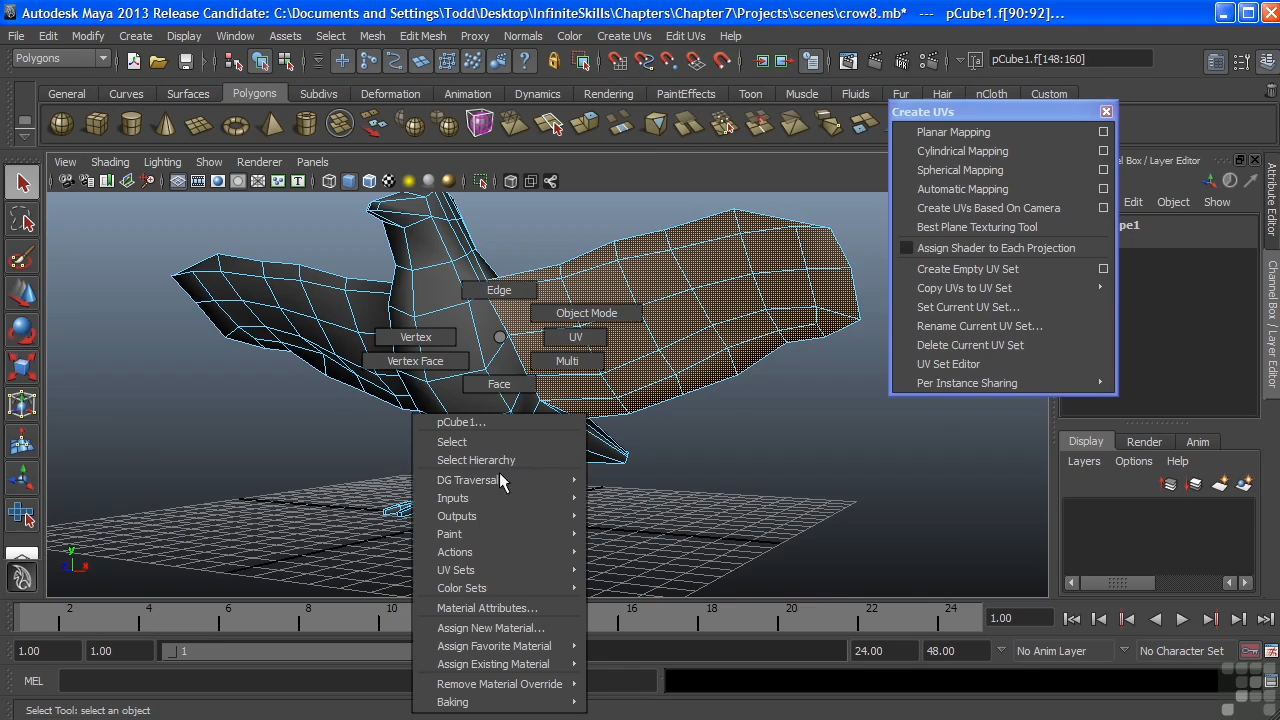 Autodesk Maya 2013 Release Candidate: C:\Documents and Settings\Todd\Desktop\InfiniteSkills\Chapters\Chapter7\Projects\scenes\crow8.mb* --- pCube1.f[90:92]...
File Edit Modify Create Display Window Assets Select Mesh Edit Mesh Proxy Normals Color Create UVs Edit UVs Help
Polygons
pCube1.f[148:160]
General Curves Surfaces Polygons Subdivs Deformation Animation Dynamics Rendering PaintEffects Toon Muscle Fluids Fur Hair nCloth Custom
Create UVs
Planar Mapping
Cylindrical Mapping
Spherical Mapping
Automatic Mapping
Create UVs Based On Camera
Best Plane Texturing Tool
Assign Shader to Each Projection
Create Empty UV Set
Copy UVs to UV Set
Set Current UV Set...
Rename Current UV Set...
Delete Current UV Set
UV Set Editor
Per Instance Sharing
View Shading Lighting Show Renderer Panels
Edge
Object Mode
Vertex
UV
Vertex Face
Multi
Face
pCube1...
Select
Select Hierarchy
DG Traversal
Inputs
Outputs
Paint
Actions
UV Sets
Color Sets
Material Attributes...
Assign New Material...
Assign Favorite Material
Assign Existing Material
Remove Material Override
Baking
y
x
z
Box / Layer Editor
Edit Object Show
Attribute Editor
Channel Box / Layer Editor
Display Render Anim
Layers Options Help
2 4 6 8 10 16 18 20 22 24
1.00
1.00 1.00 1 24.00 48.00 No Anim Layer No Character Set
MEL
Select Tool: select an object